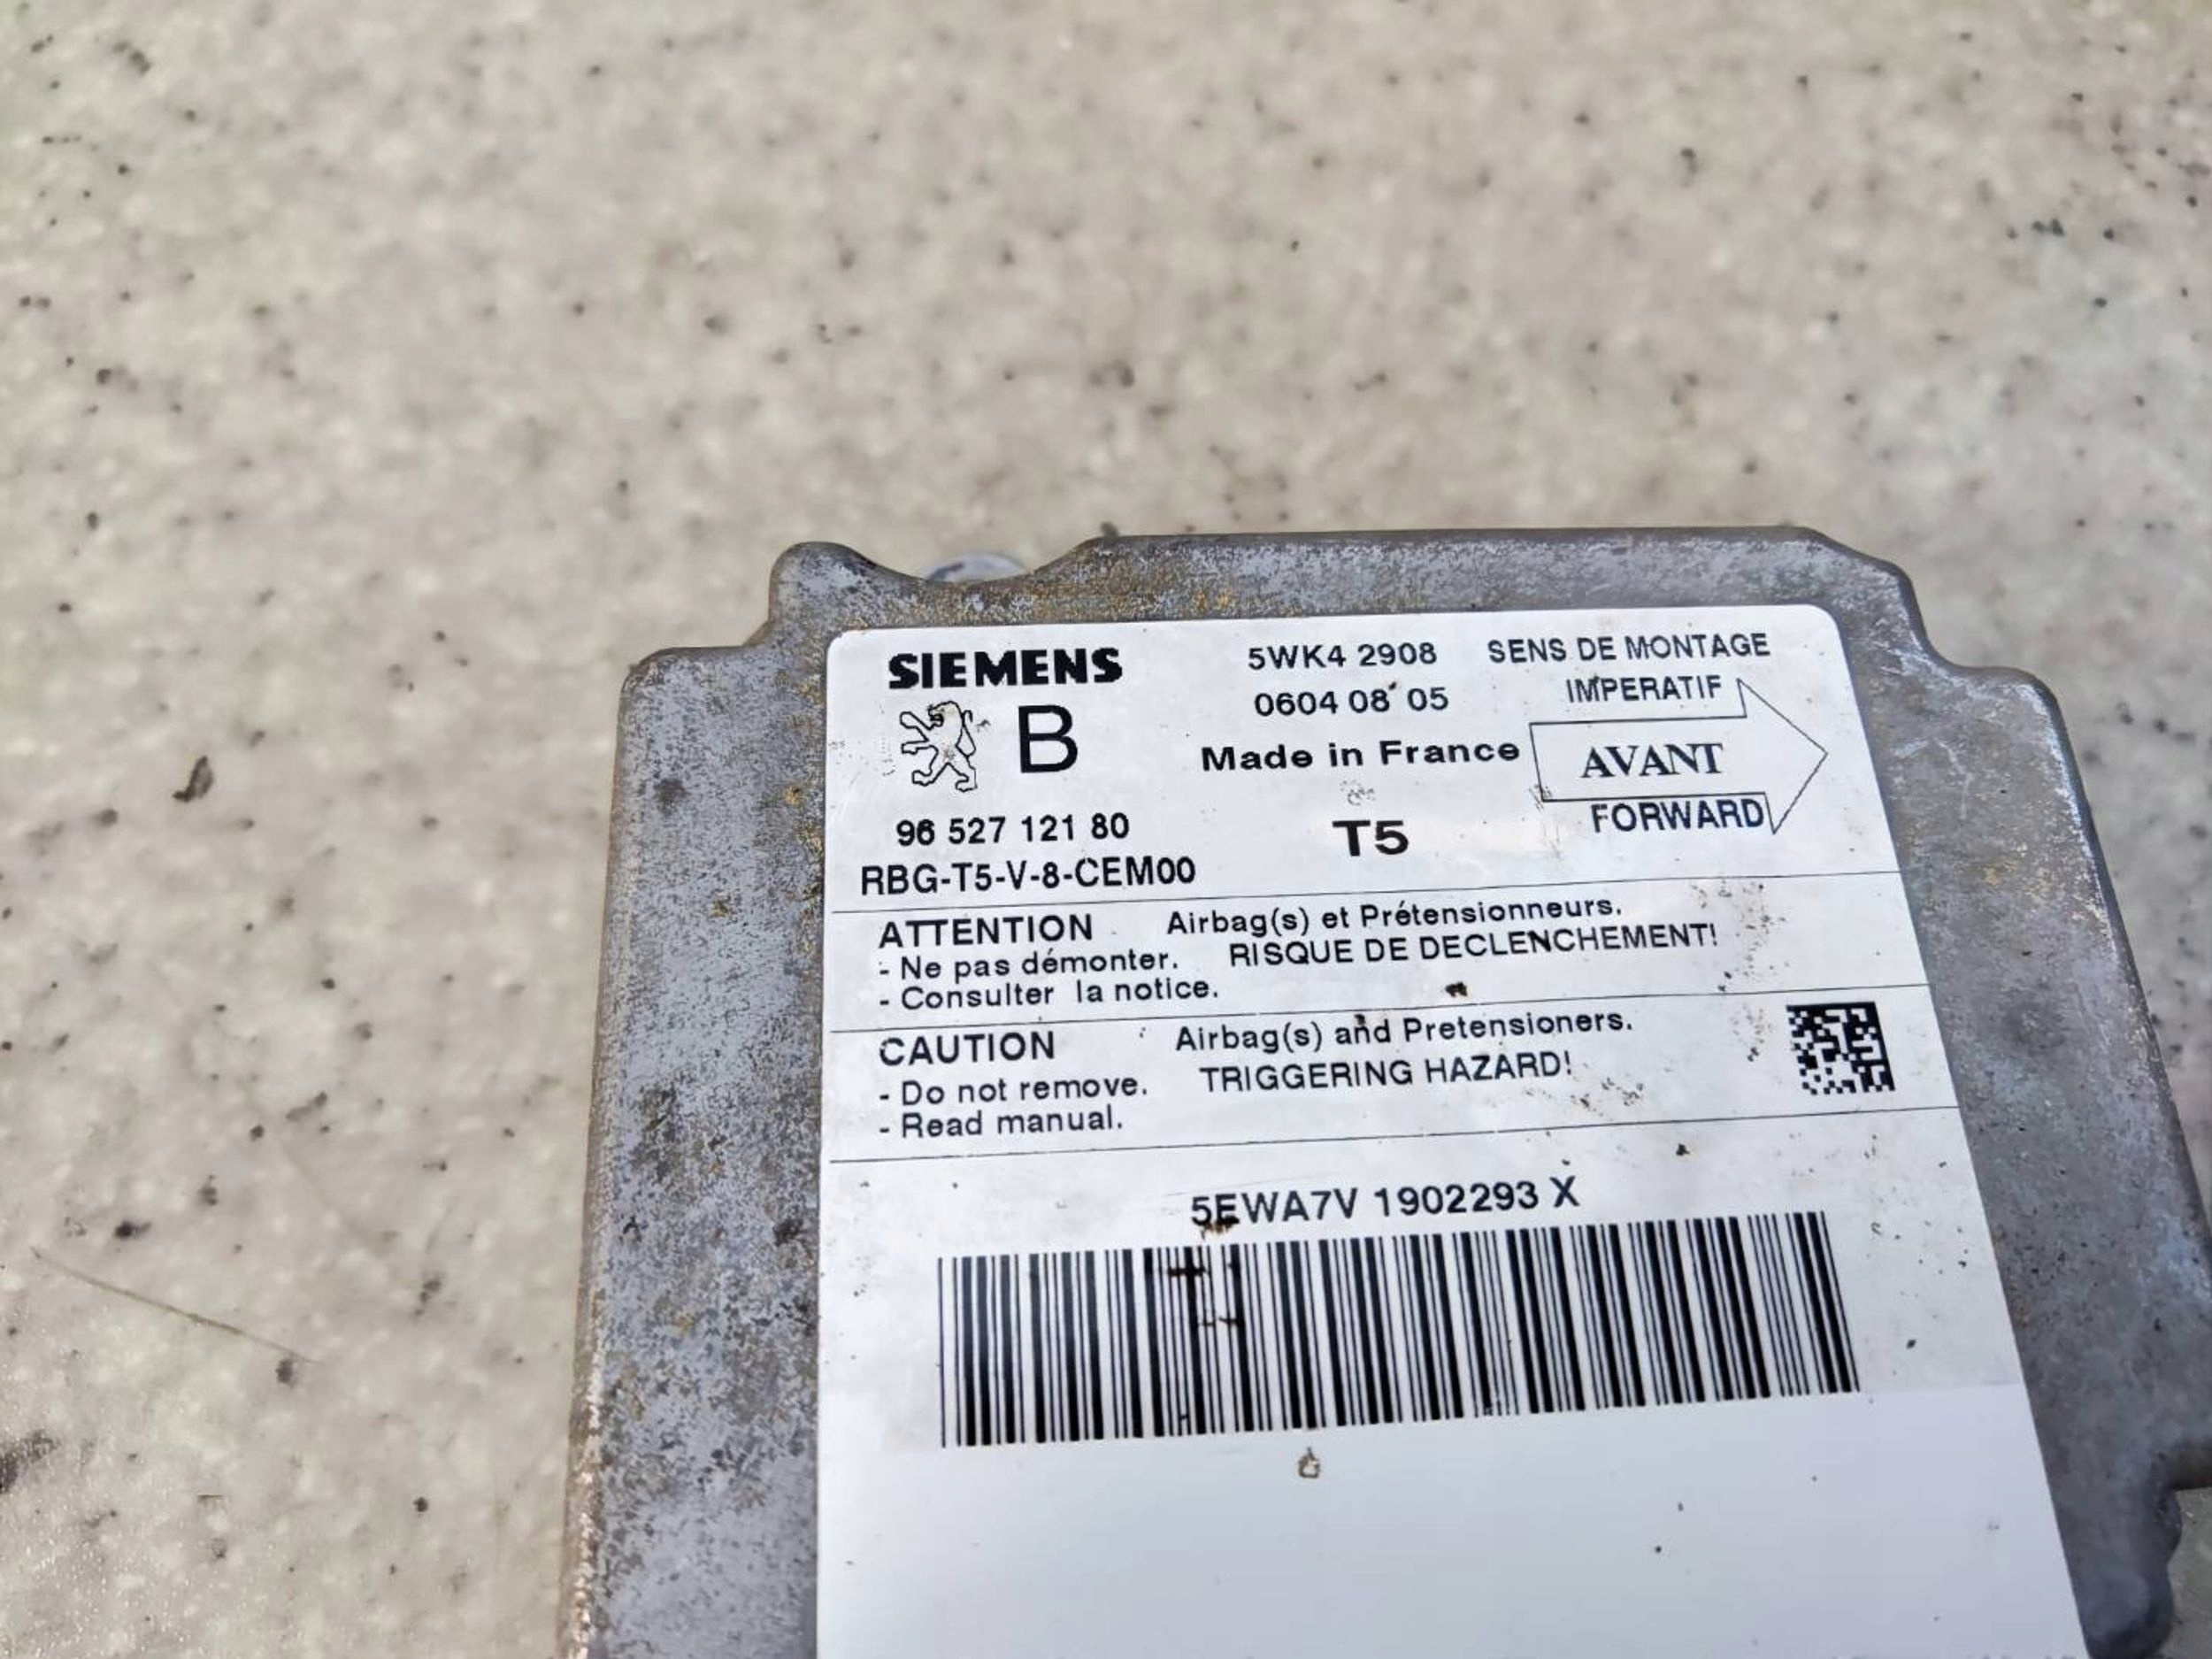 SIEMENS 5WK4 2908 SENS DE MONTAGE
B 0604 08 05 IMPERATIF
Made in France AVANT
96 527 121 80 T5 FORWARD
RBG-T5-V-8-CEM00
ATTENTION Airbag(s) et Prétensionneurs.
- Ne pas démonter. RISQUE DE DECLENCHEMENT!
- Consulter la notice.
CAUTION Airbag(s) and Pretensioners.
- Do not remove. TRIGGERING HAZARD!
- Read manual.
5EWA7V 1902293 X